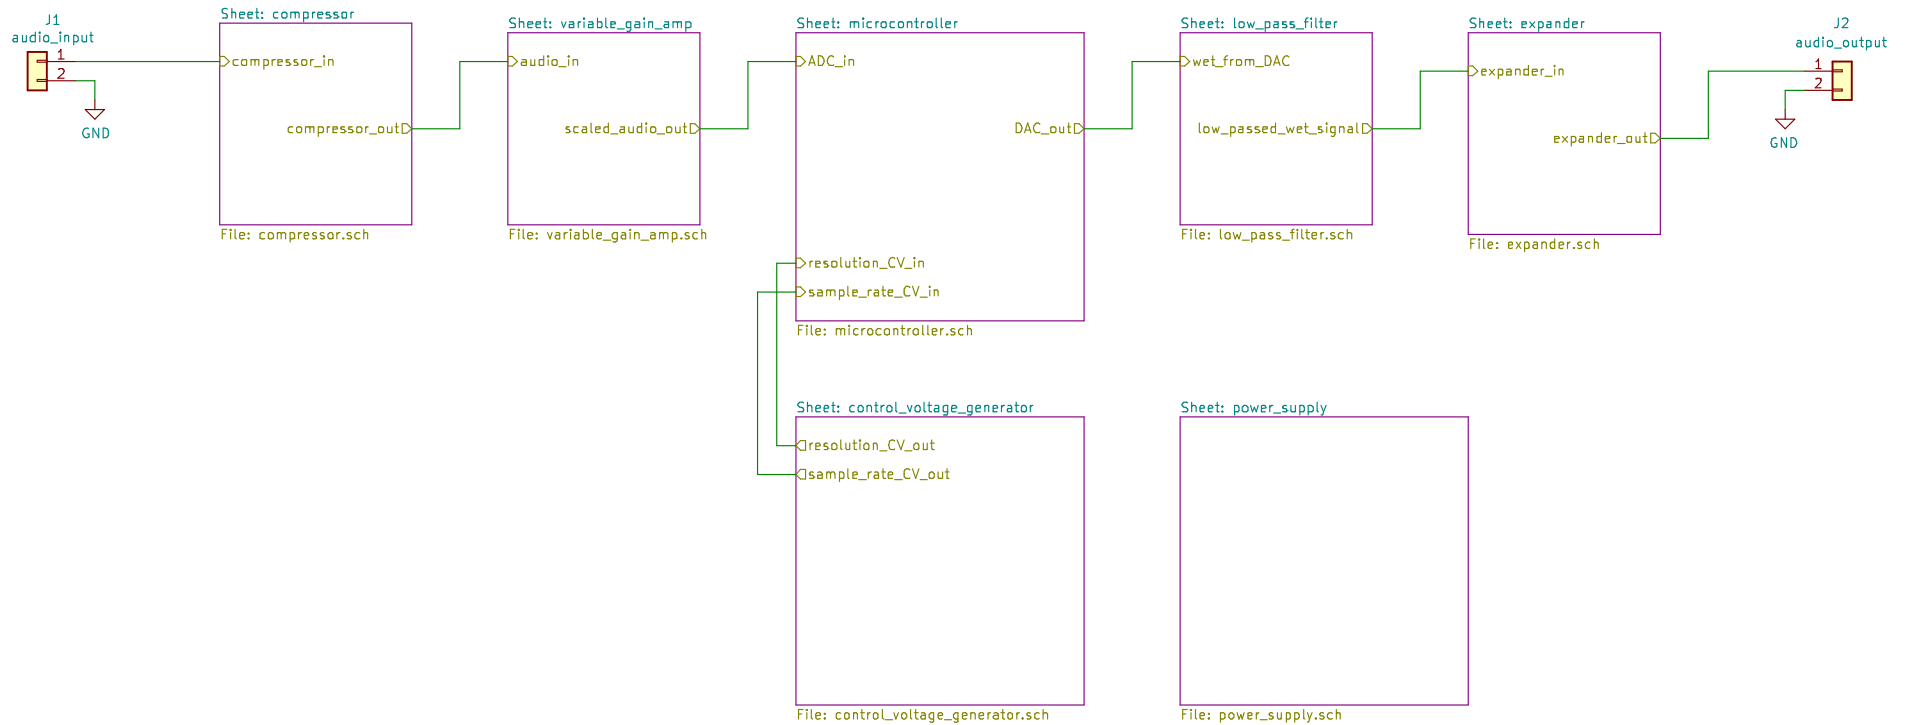 J1
audio_input
1
2
GND
Sheet: compressor
compressor_in
compressor_out
File: compressor.sch
Sheet: variable_gain_amp
audio_in
scaled_audio_out
File: variable_gain_amp.sch
Sheet: microcontroller
ADC_in
DAC_out
resolution_CV_in
sample_rate_CV_in
File: microcontroller.sch
Sheet: low_pass_filter
wet_from_DAC
low_passed_wet_signal
File: low_pass_filter.sch
Sheet: expander
expander_in
expander_out
File: expander.sch
J2
audio_output
1
2
GND
Sheet: control_voltage_generator
resolution_CV_out
sample_rate_CV_out
File: control_voltage_generator.sch
Sheet: power_supply
File: power_supply.sch